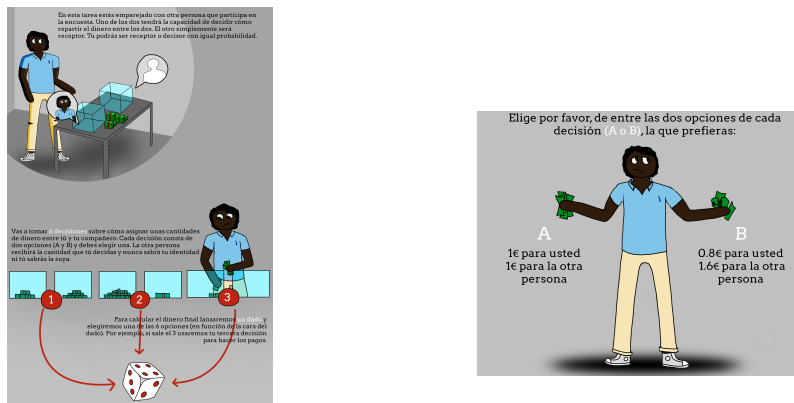 En esta tarea estás emparejado con otra persona que participa en
la encuesta. Uno de los dos tendrá la capacidad de decidir cómo
repartir el dinero entre los dos. El otro simplemente será
receptor. Tu podrás ser receptor o decisor con igual probabilidad.
Vas a tomar 6 decisiones sobre cómo asignar unas cantidades
de dinero entre tú y tu compañero. Cada decisión consta de
dos opciones (A y B) y debes elegir una. La otra persona
recibirá la cantidad que tú decidas y nunca sabrá tu identidad
ni tú sabrás la suya.
1 2 3
Para calcular el dinero final lanzaremos un dado y
elegiremos una de las 6 opciones (en función de la cara del
dado). Por ejemplo, si sale el 3 usaremos tu tercera decisión
para hacer los pagos.
Elige por favor, de entre las dos opciones de cada
decisión (A o B), la que prefieras:
A
1€ para usted
1€ para la otra
persona
B
0.8€ para usted
1.6€ para la otra
persona